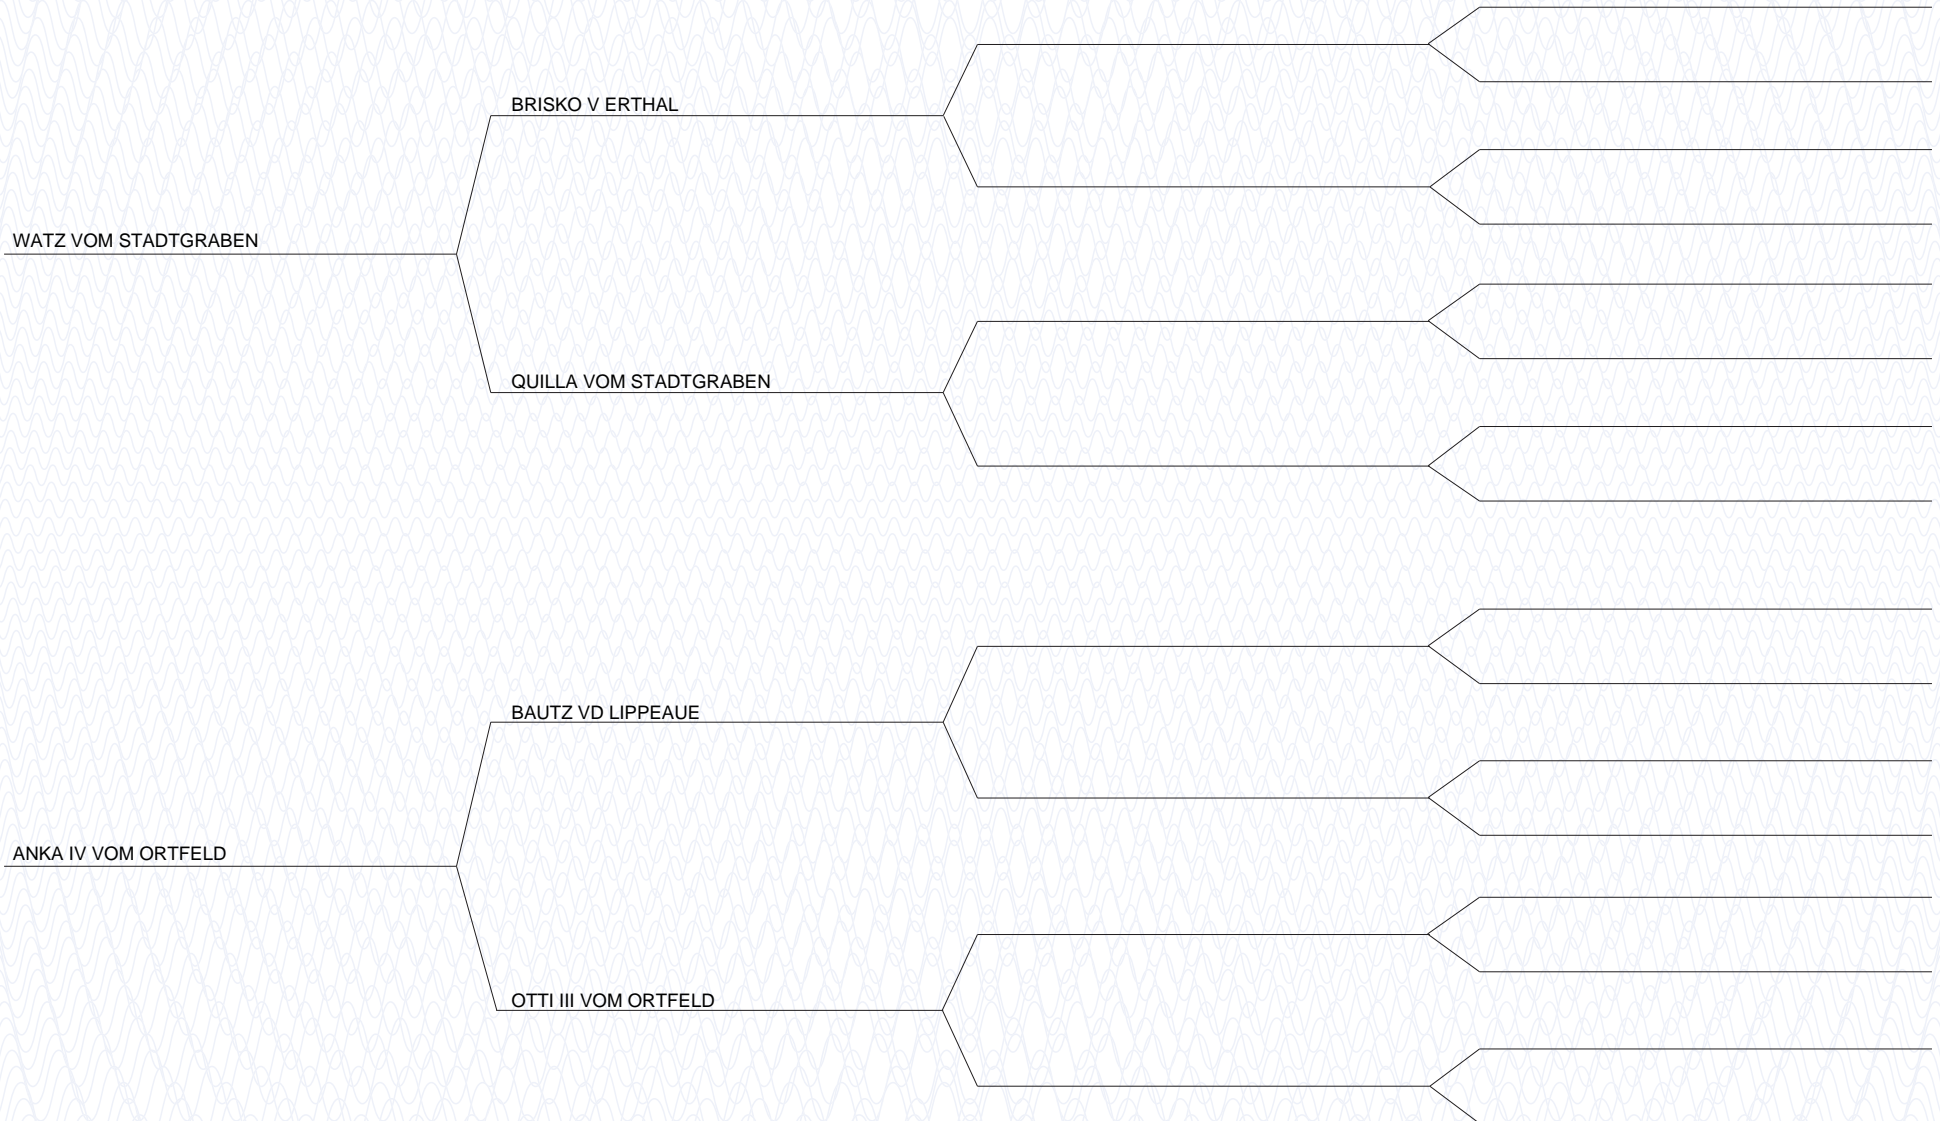 BRISKO V ERTHAL
WATZ VOM STADTGRABEN
QUILLA VOM STADTGRABEN
BAUTZ VD LIPPEAUE
ANKA IV VOM ORTFELD
OTTI III VOM ORTFELD